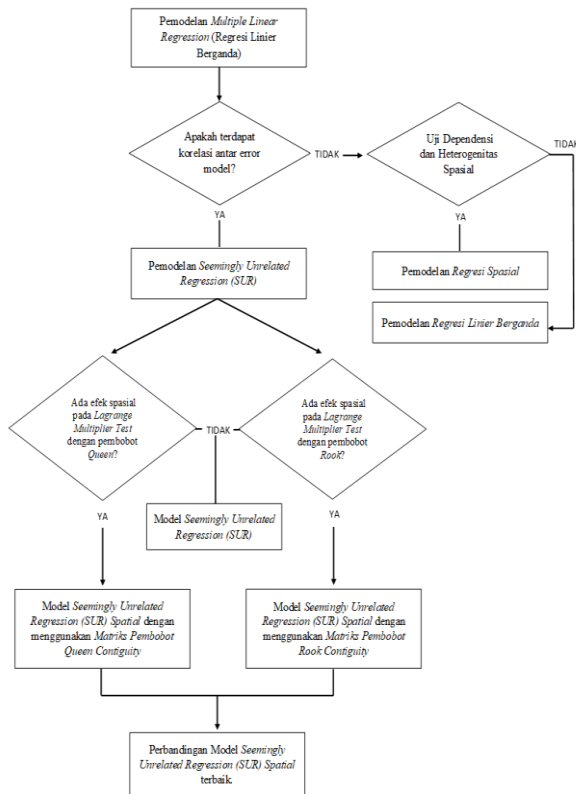 Pemodelan Multiple Linear
Regression (Regresi Linier
Berganda)
Apakah terdapat
korelasi antar error
model?
TIDAK
Uji Dependensi
dan Heterogenitas
Spasial
TIDAK
YA
YA
Pemodelan Seemingly Unrelated
Regression (SUR)
Pemodelan Regresi Spasial
Pemodelan Regresi Linier Berganda
Ada efek spasial
pada Lagrange
Multiplier Test
dengan pembobot
Queen?
TIDAK
Ada efek spasial
pada Lagrange
Multiplier Test
dengan pembobot
Rook?
YA
Model Seemingly Unrelated
Regression (SUR)
YA
Model Seemingly Unrelated
Regression (SUR) Spatial dengan
menggunakan Matriks Pembobot
Queen Contiguity
Model Seemingly Unrelated
Regression (SUR) Spatial dengan
menggunakan Matriks Pembobot
Rook Contiguity
Perbandingan Model Seemingly
Unrelated Regression (SUR) Spatial
terbaik.